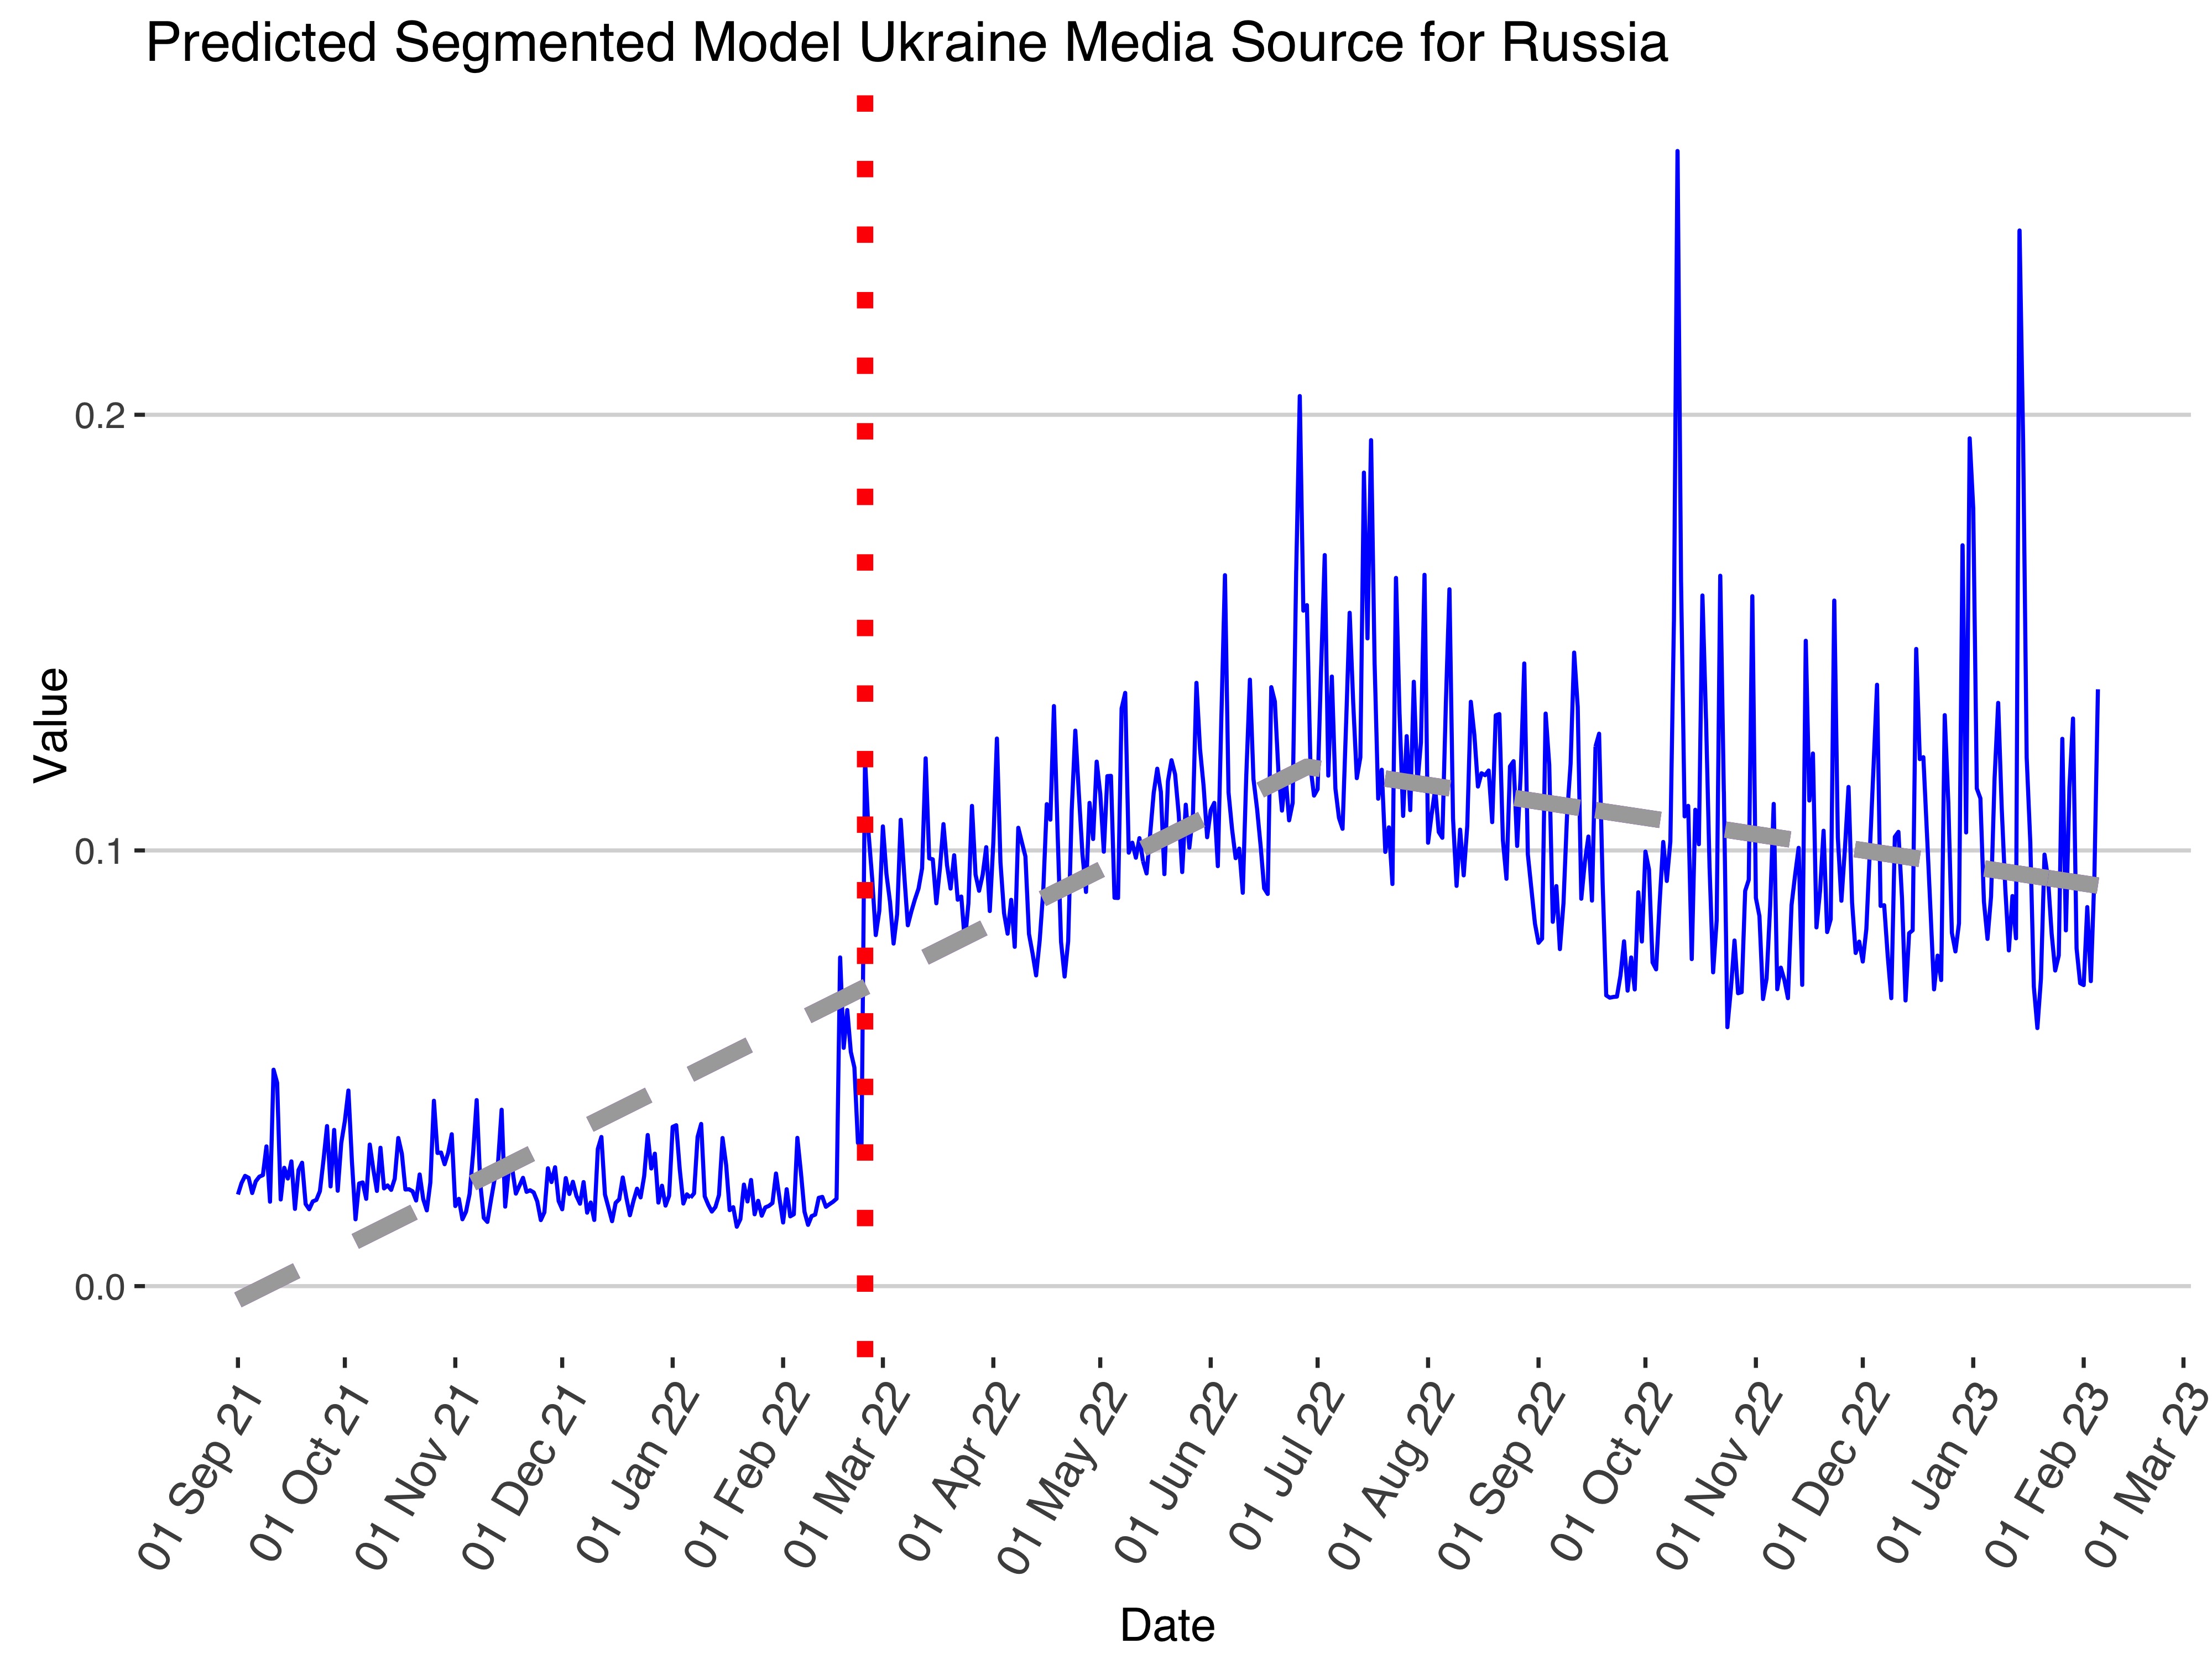 Predicted Segmented Model Ukraine Media Source for Russia
Value
0.2
0.1
0.0
01 Sep 21
01 Oct 21
01 Nov 21
01 Dec 21
01 Jan 22
01 Feb 22
01 Mar 22
01 Apr 22
01 May 22
01 Jun 22
01 Jul 22
01 Aug 22
01 Sep 22
01 Oct 22
01 Nov 22
01 Dec 22
01 Jan 23
01 Feb 23
01 Mar 23
Date